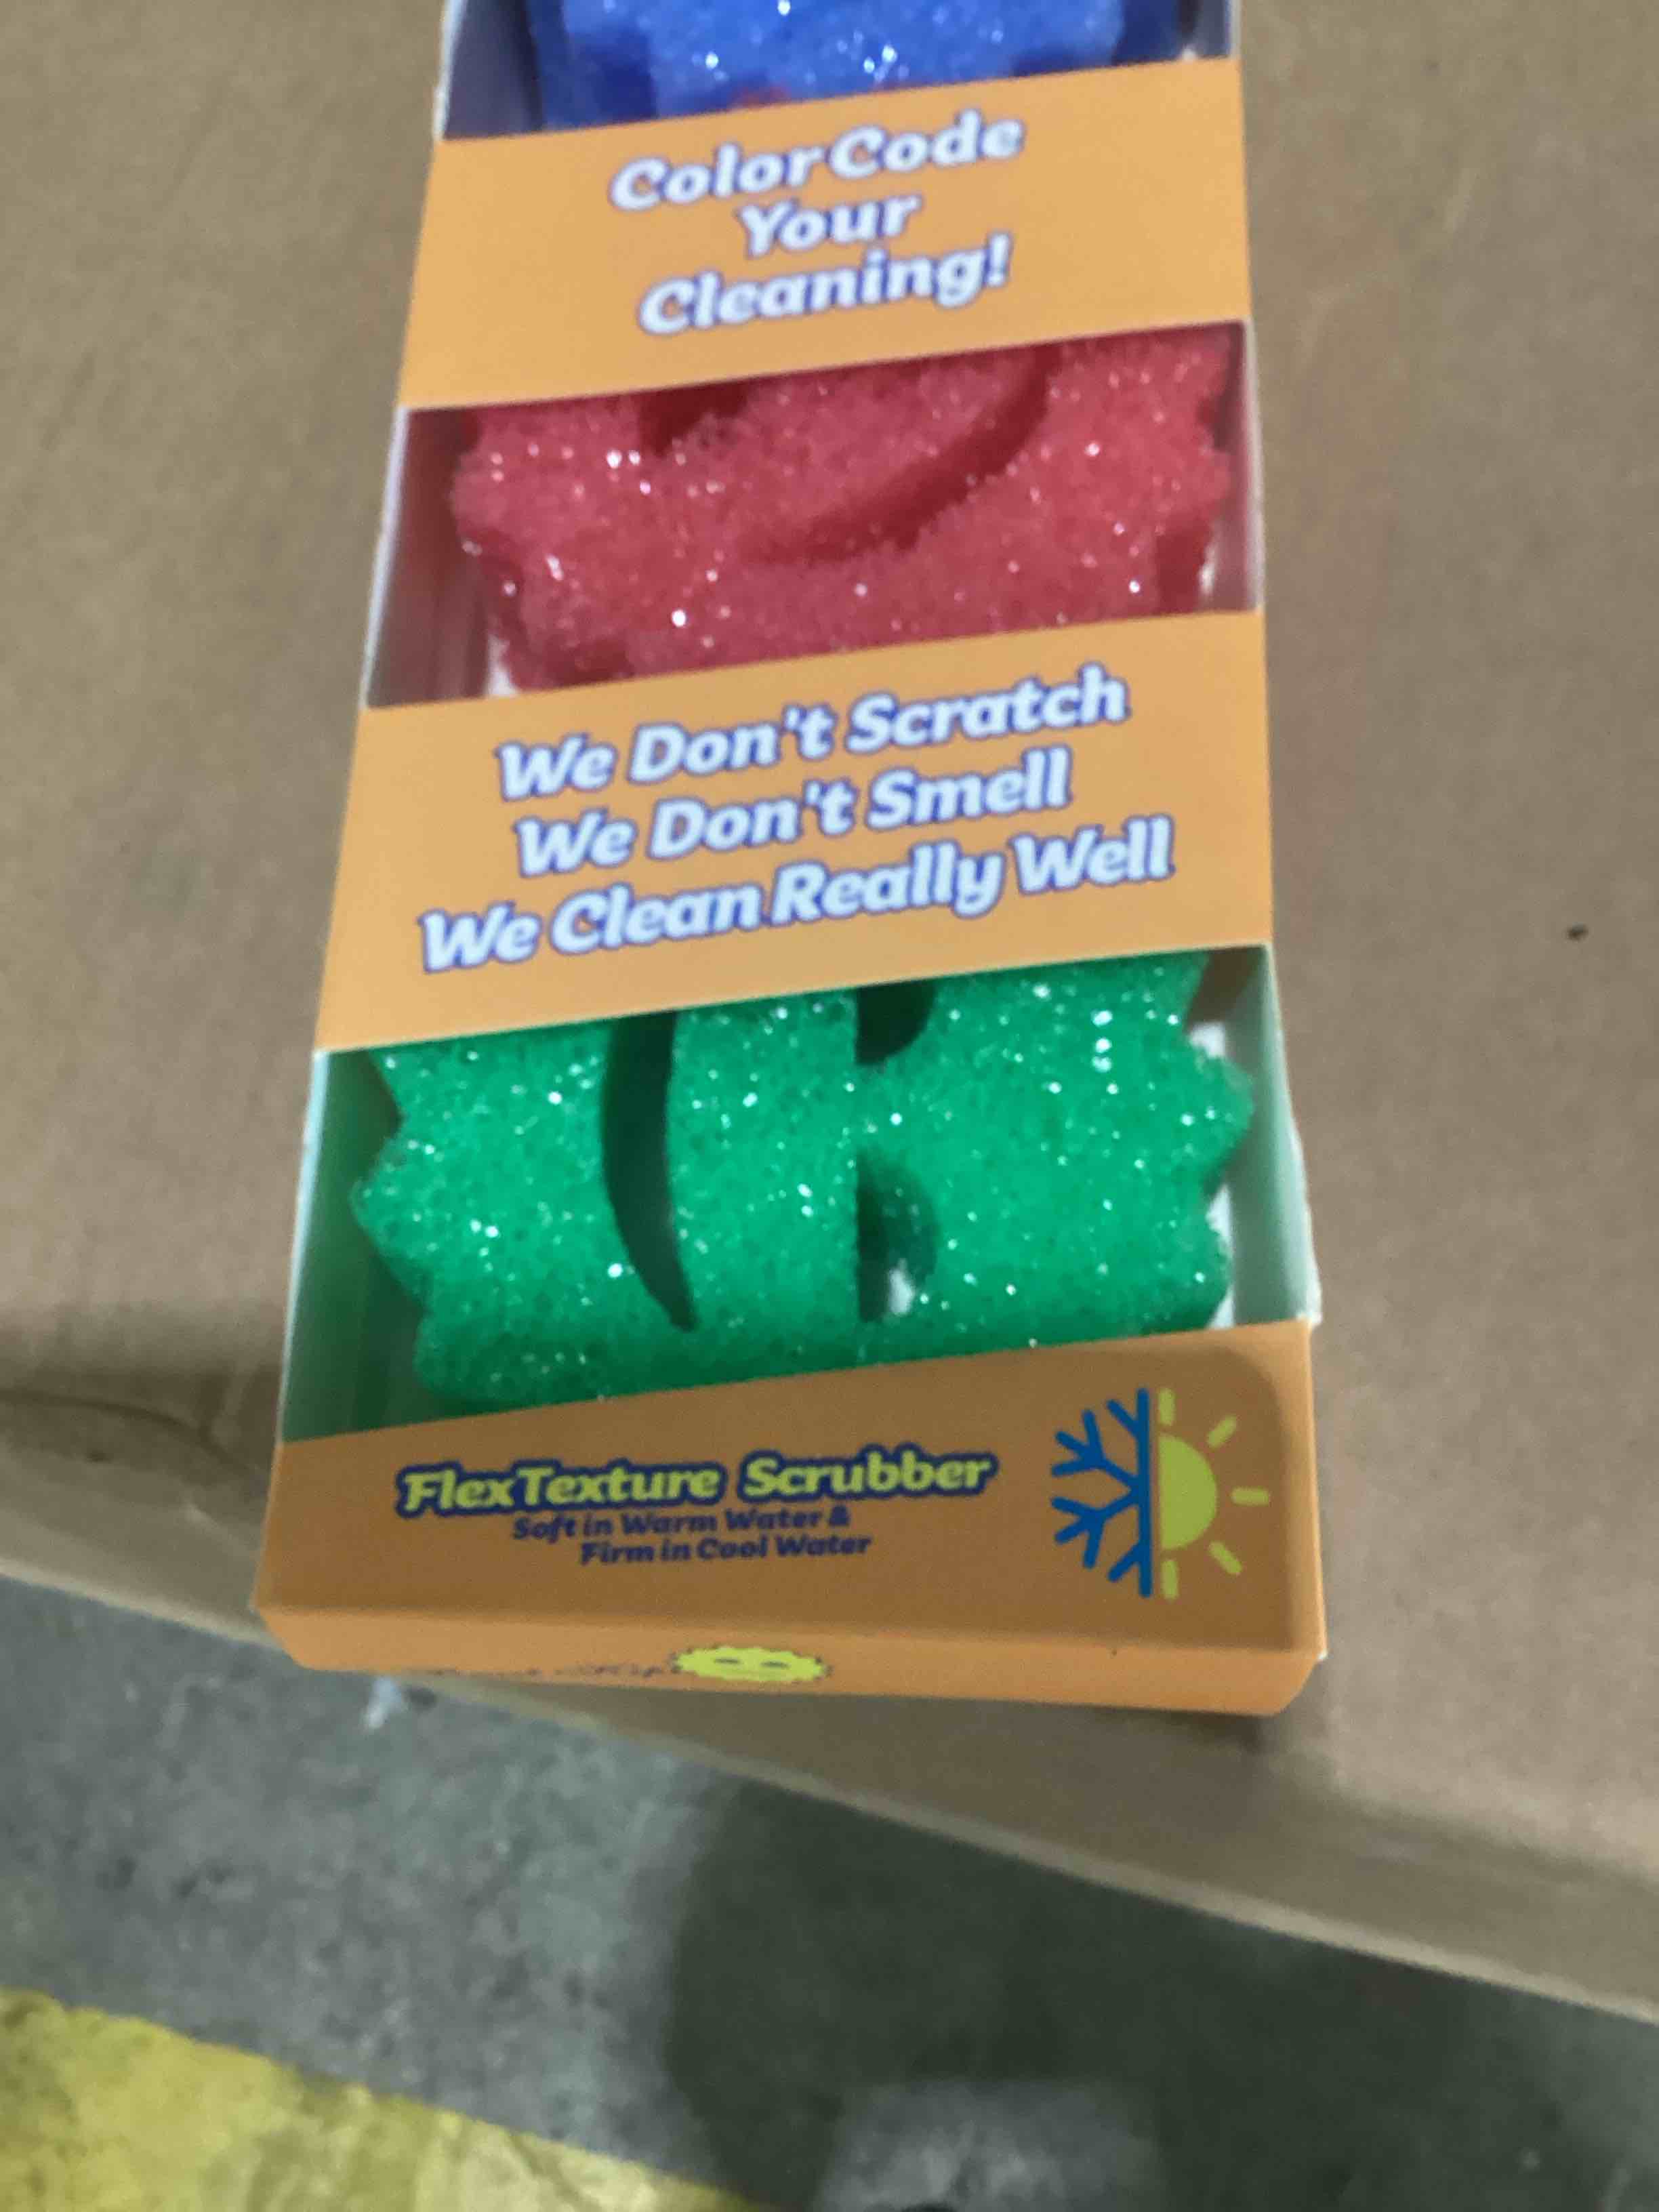 Color Code
Your
Cleaning!
We Don't Scratch
We Don't Smell
We Clean Really Well
FlexTexture Scrubber
Soft in Warm Water &
Firm in Cool Water